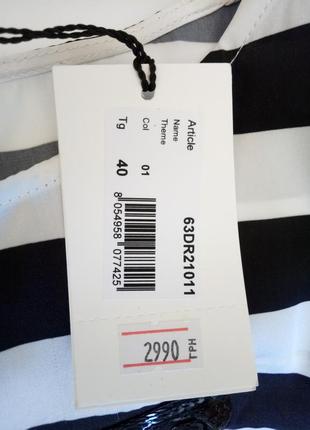 Article 63DR21011
Name
Theme
Col 01
Tg 40
8 054958 077425
ГРН
2990